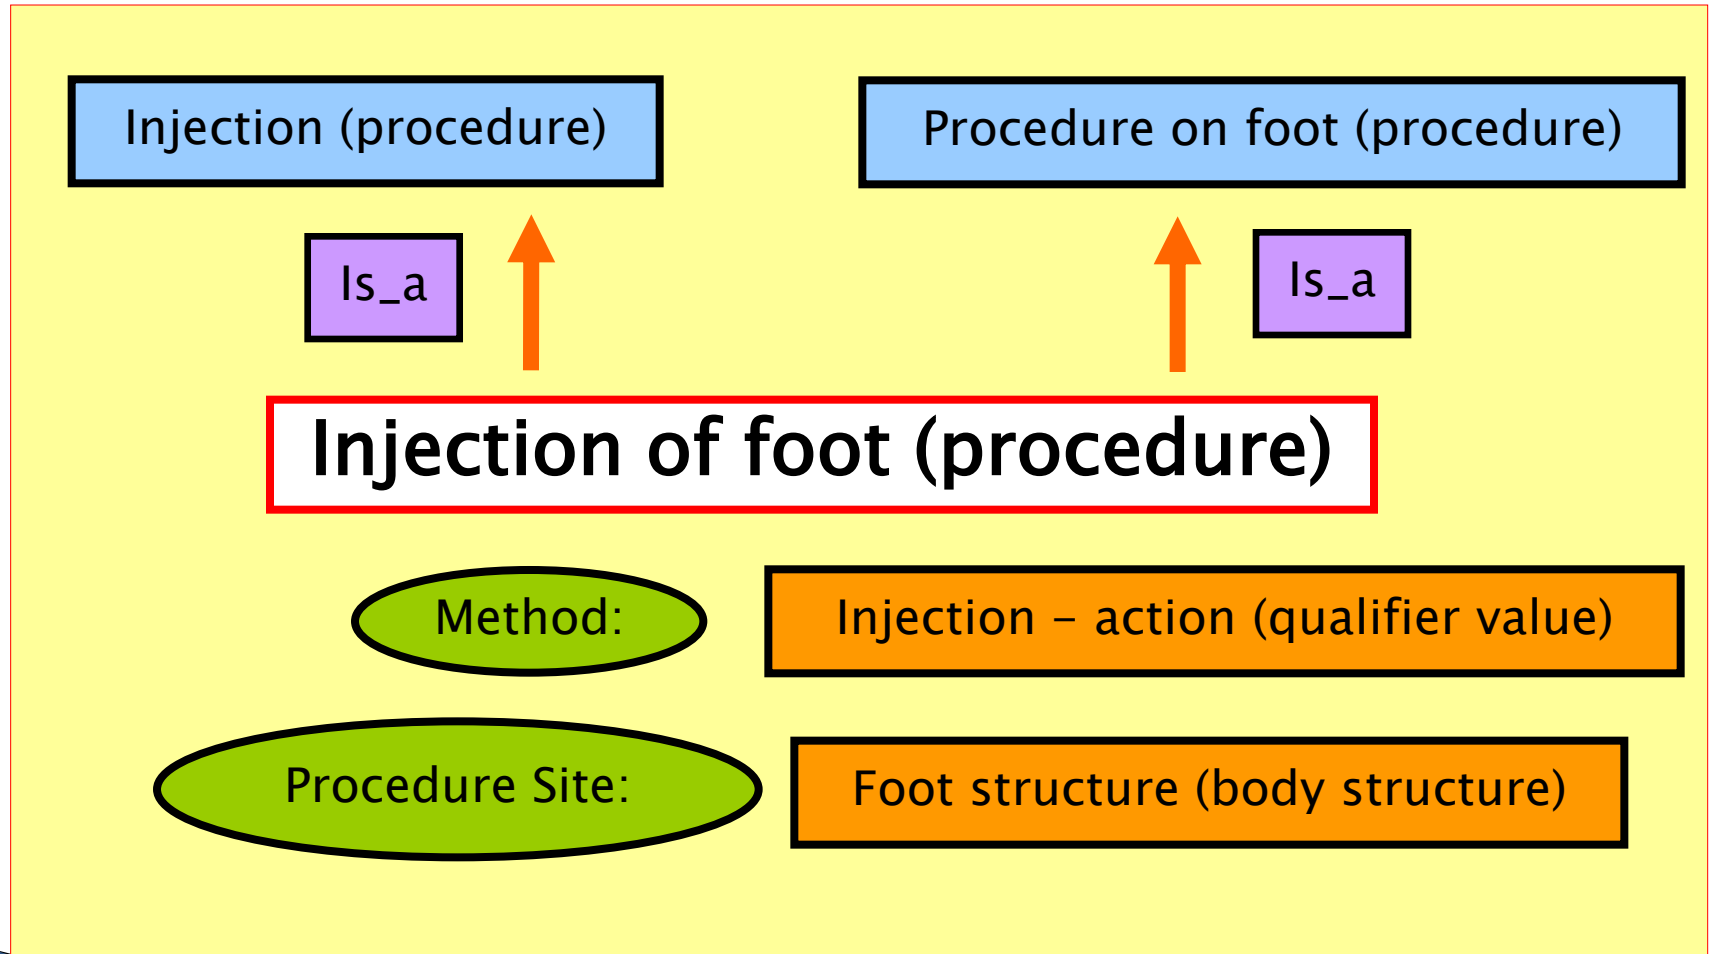 Injection (procedure)
Procedure on foot (procedure)
Is_a
Is_a
Injection of foot (procedure)
Method:
Injection – action (qualifier value)
Procedure Site:
Foot structure (body structure)